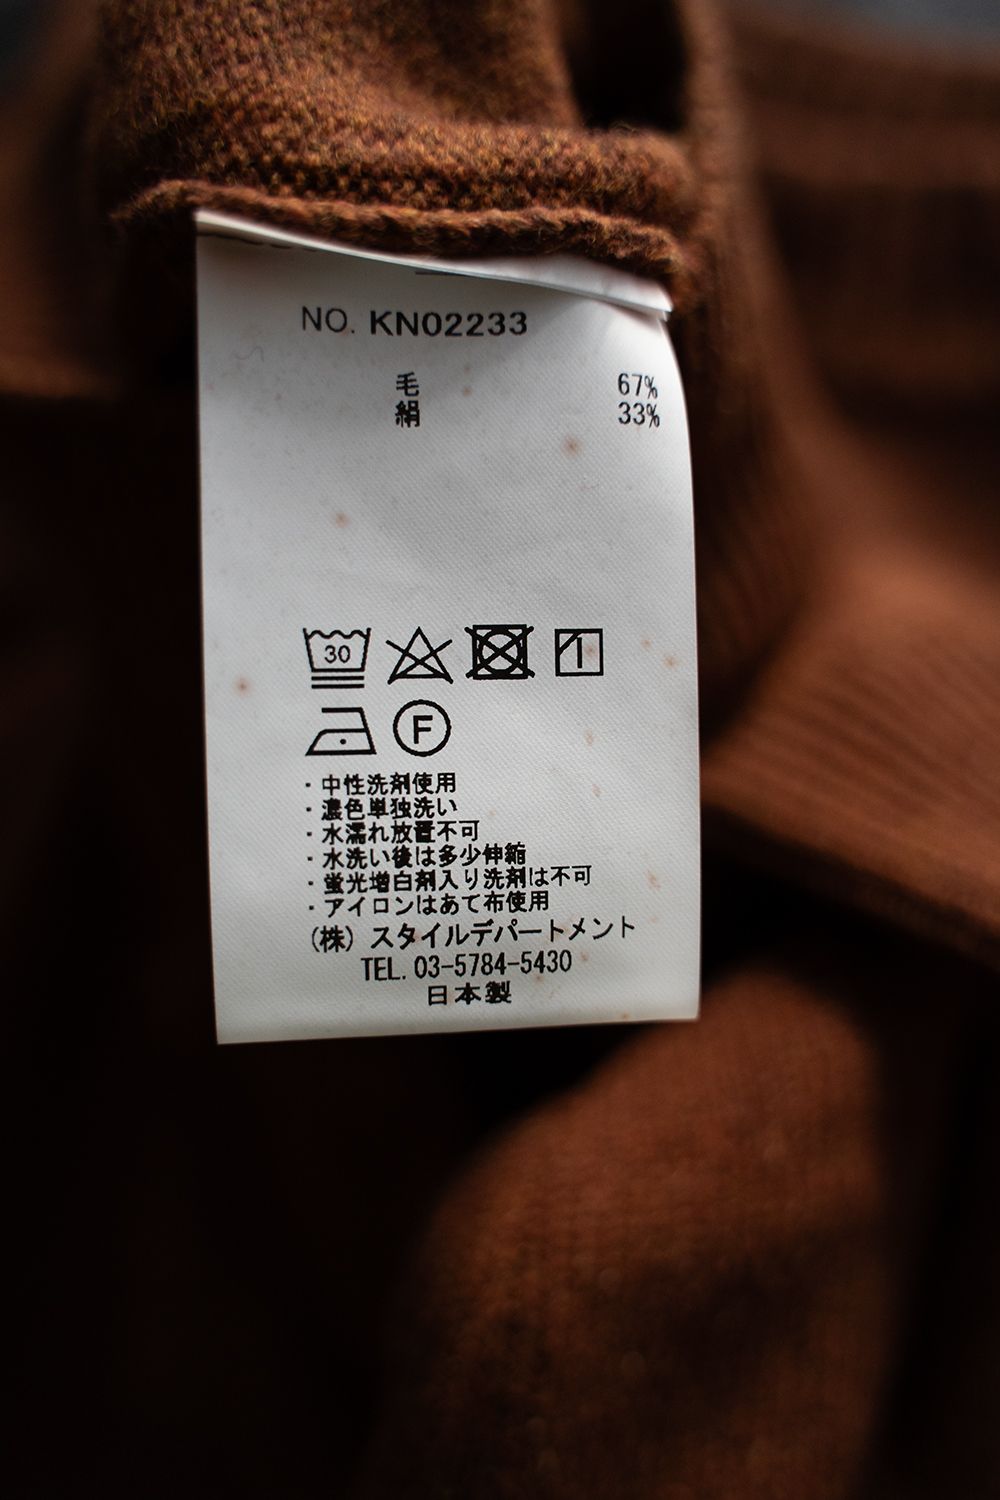 NO. KN02233
毛 67%
絹 33%
30
F
・中性洗剤使用
・濃色単独洗い
・水濡れ放置不可
・水洗い後は多少伸縮
・蛍光増白剤入り洗剤は不可
・アイロンはあて布使用
(株) スタイルデパートメント
TEL. 03-5784-5430
日本製